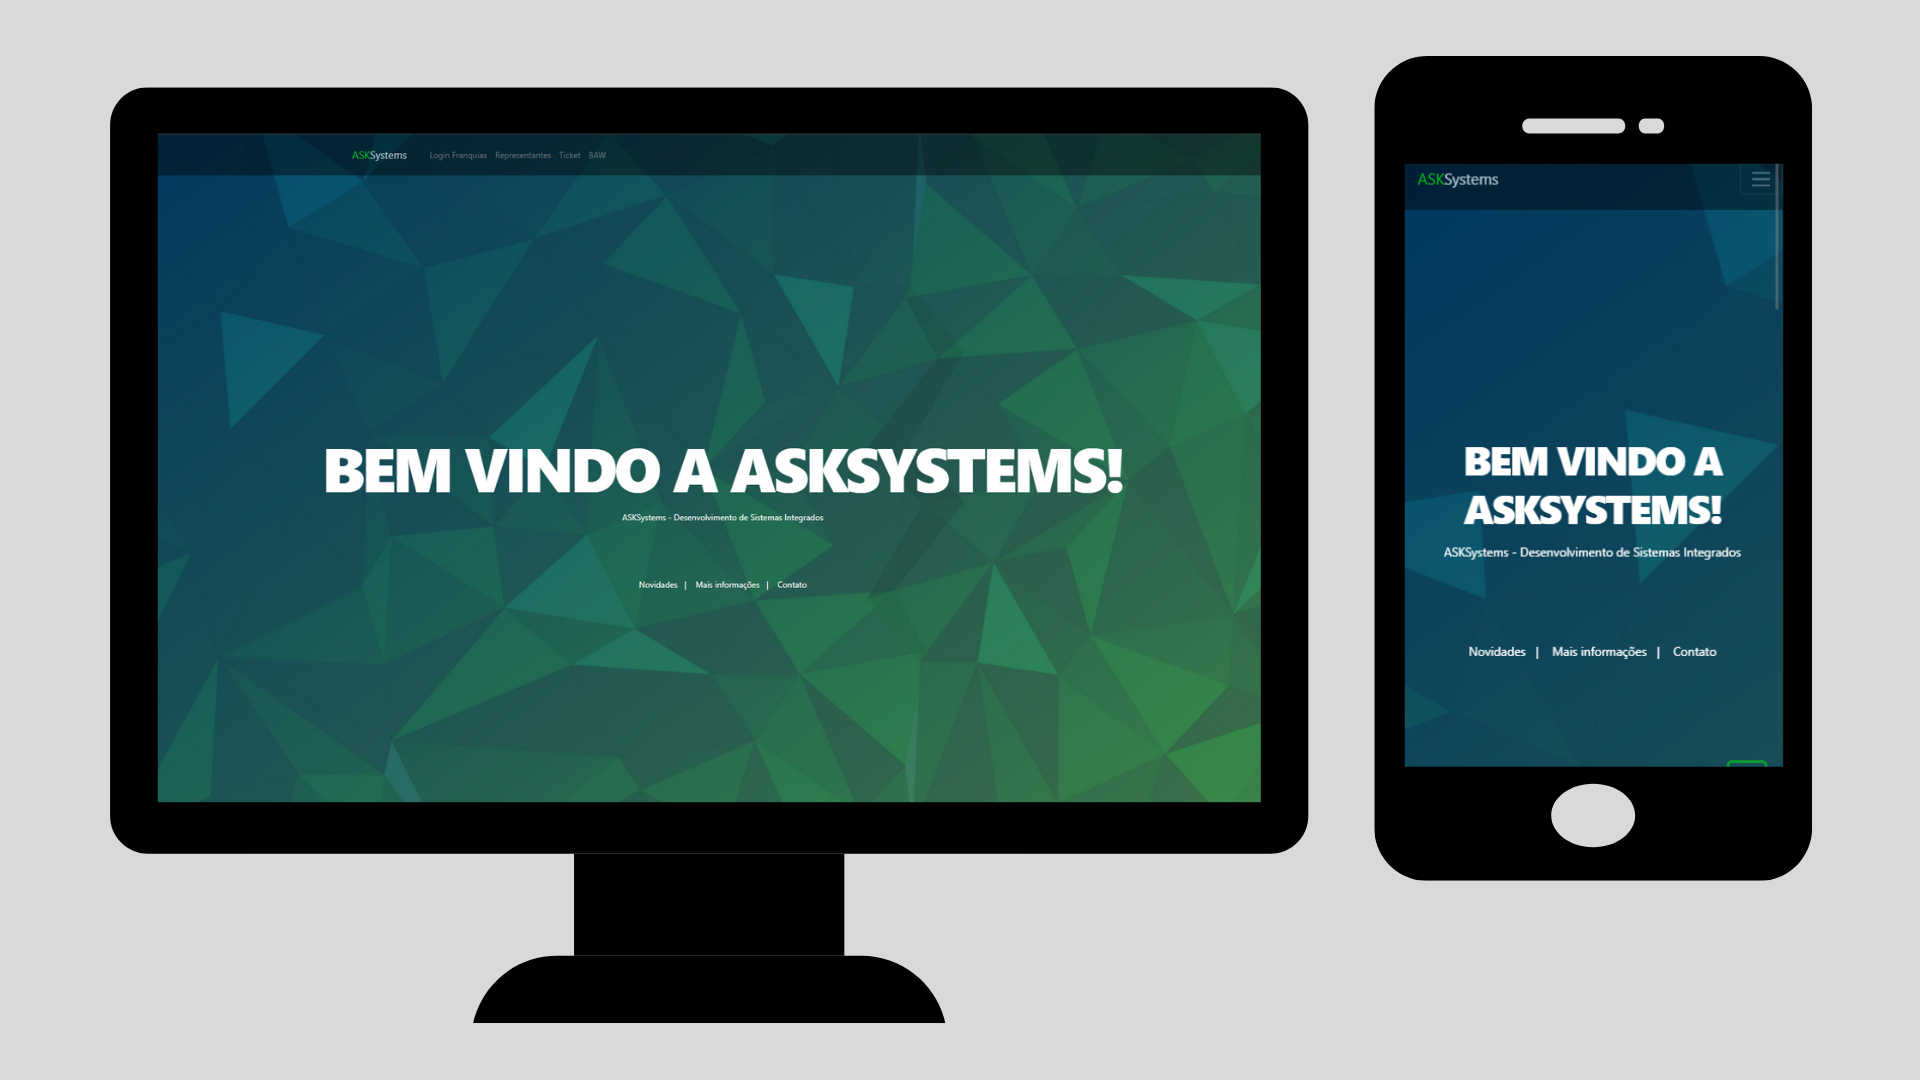 ASKSystems Login Franquias Representantes Ticket BAW
BEM VINDO A ASKSYSTEMS!
ASKSystems - Desenvolvimento de Sistemas Integrados
Novidades | Mais informações | Contato
ASKSystems
BEM VINDO A
ASKSYSTEMS!
ASKSystems - Desenvolvimento de Sistemas Integrados
Novidades | Mais informações | Contato